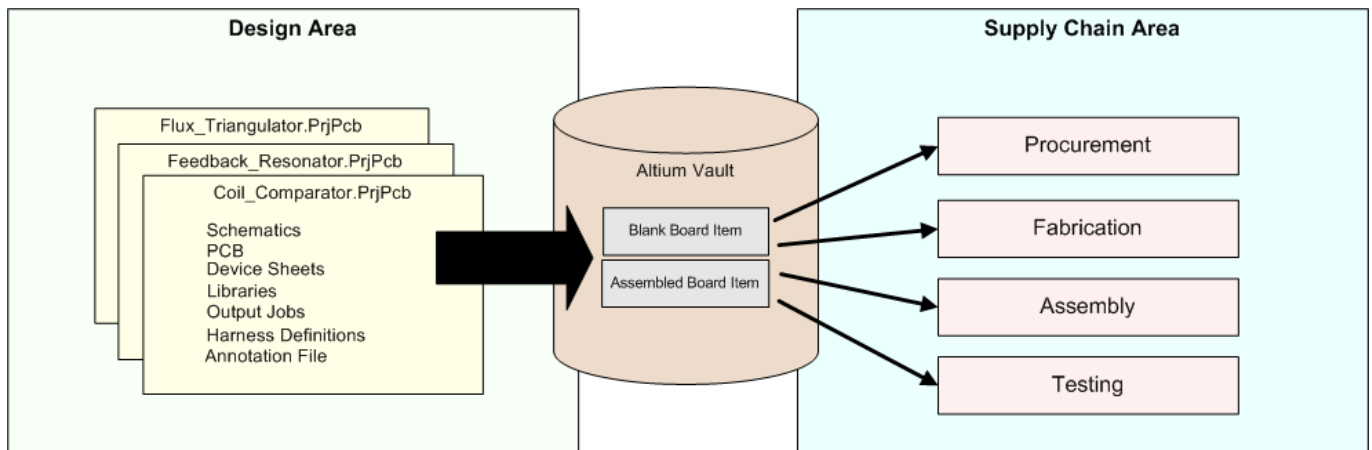 Design Area
Flux_Triangulator.PrjPcb
Feedback_Resonator.PrjPcb
Coil_Comparator.PrjPcb
Schematics
PCB
Device Sheets
Libraries
Output Jobs
Harness Definitions
Annotation File
Altium Vault
Blank Board Item
Assembled Board Item
Supply Chain Area
Procurement
Fabrication
Assembly
Testing